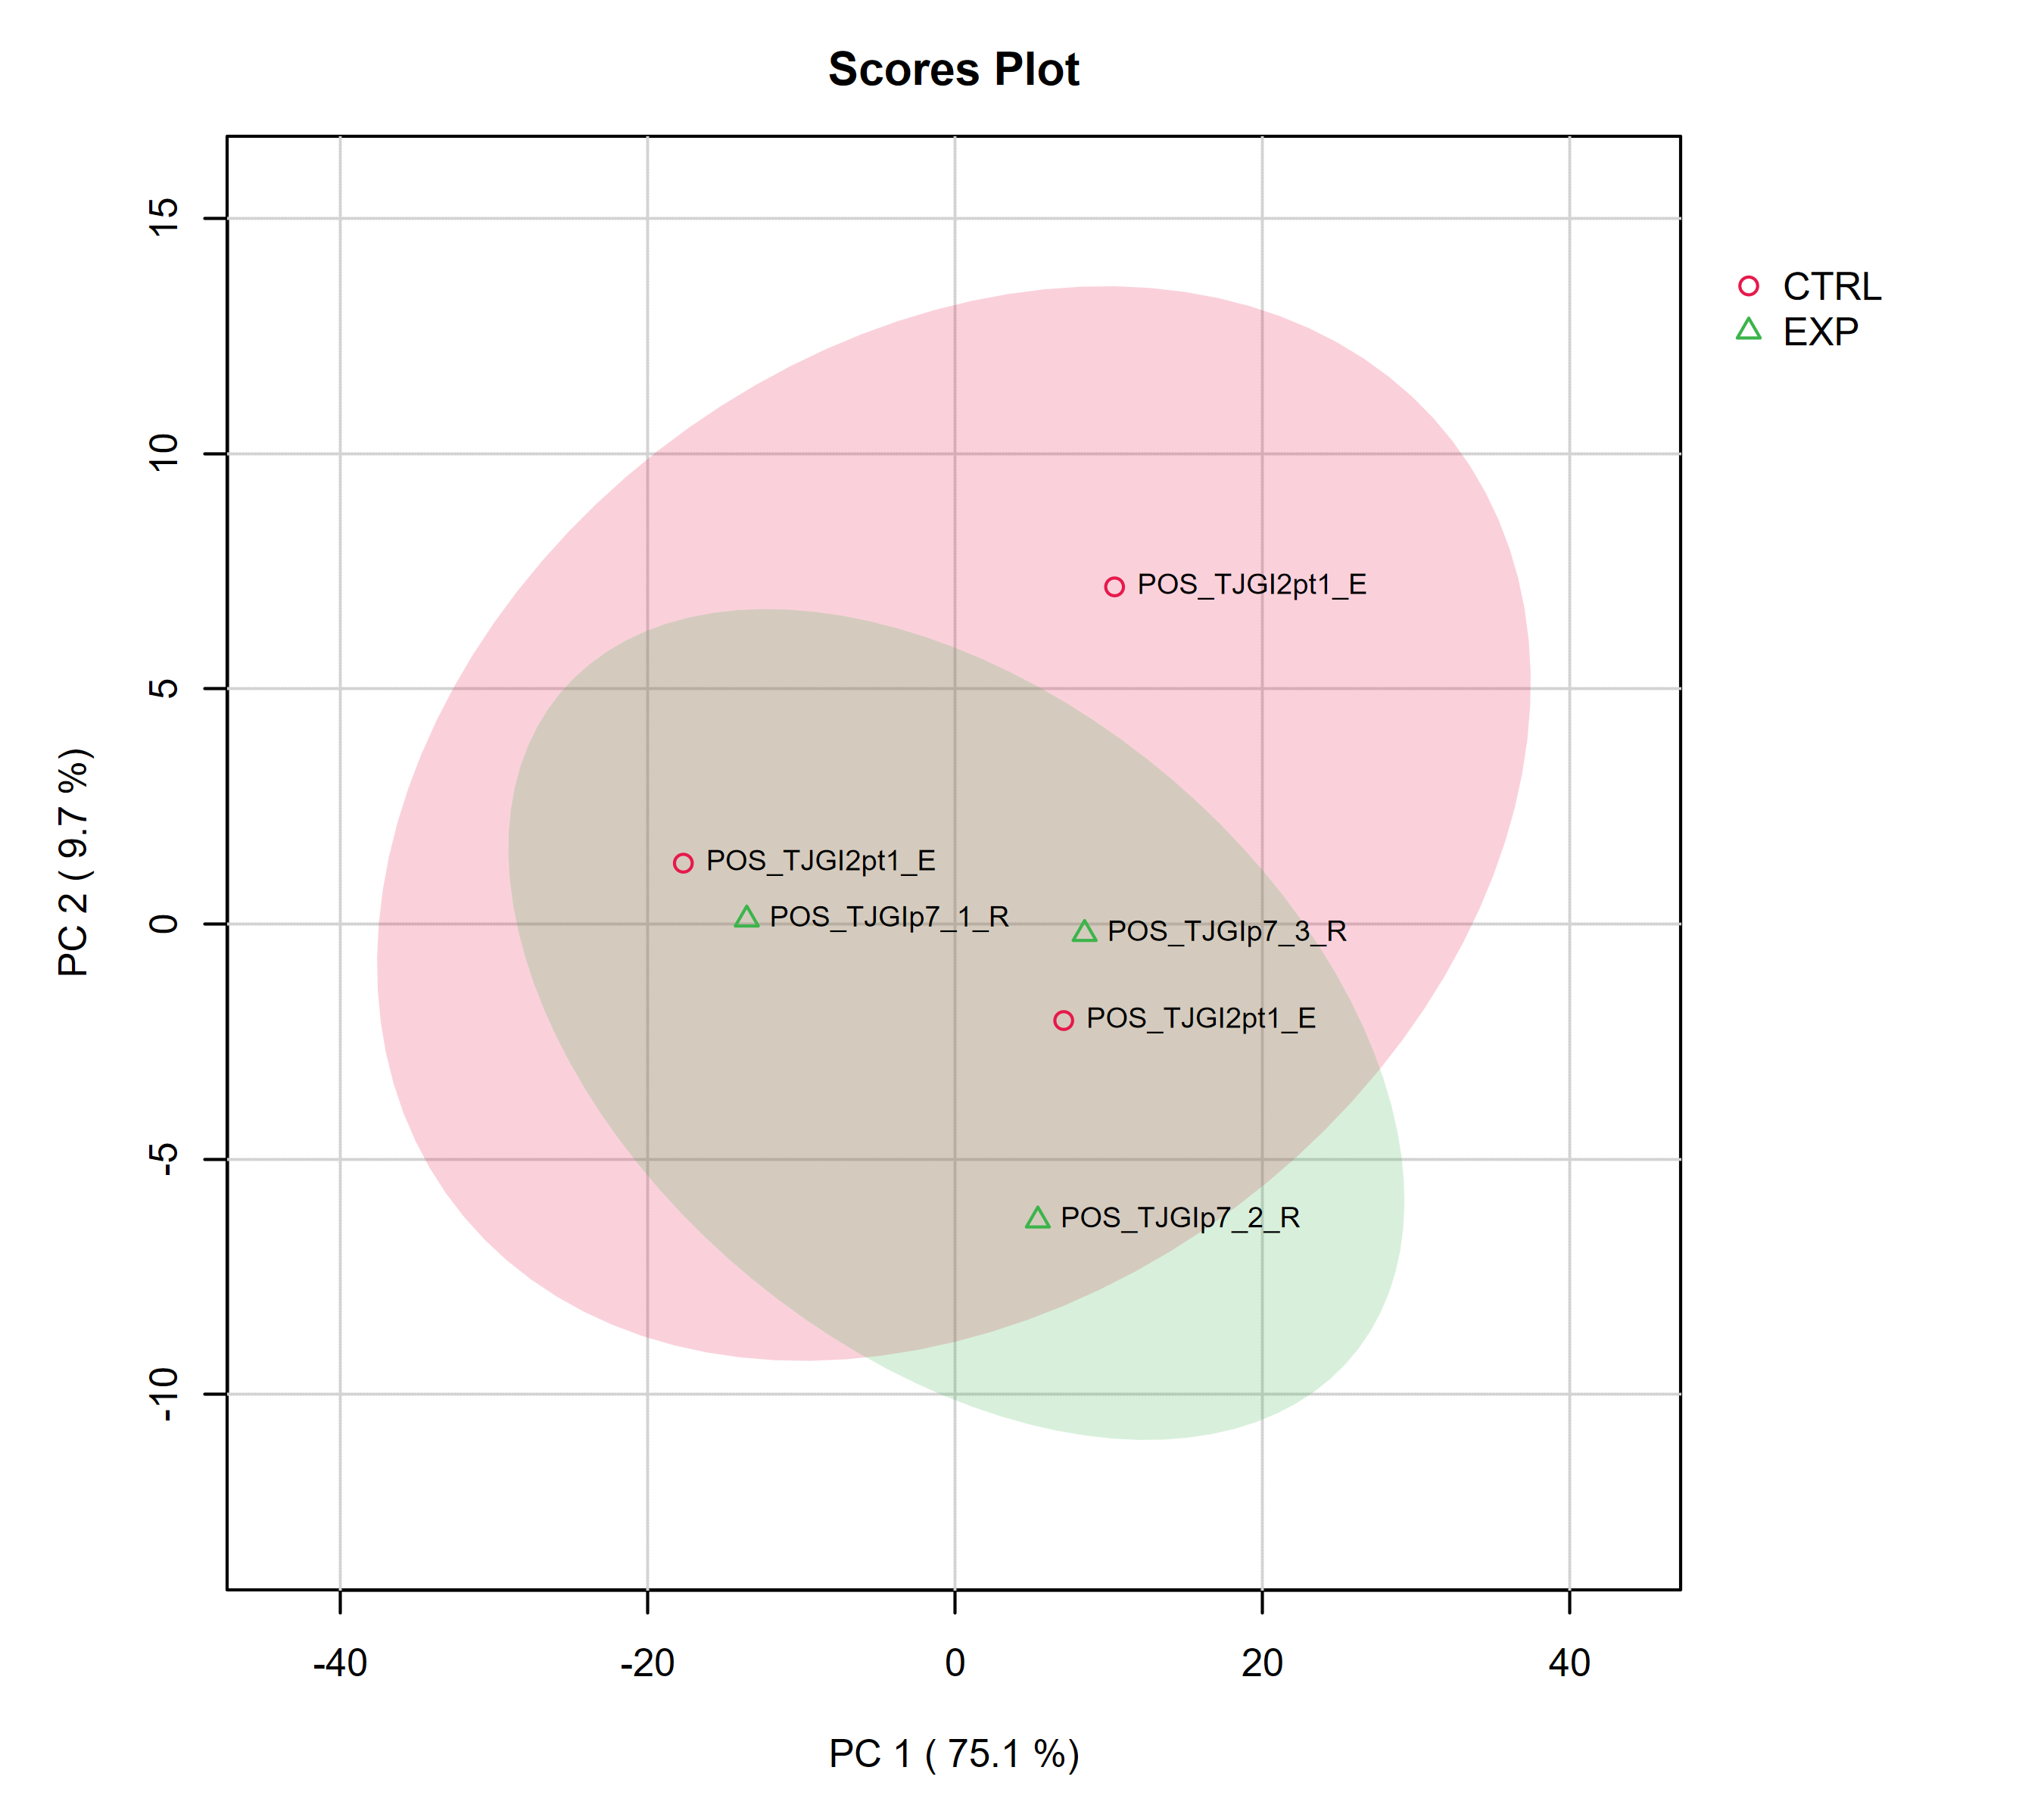 Scores Plot
CTRL
EXP
15
10
5
0
-5
-10
PC 2 ( 9.7 %)
POS_TJGI2pt1_E
POS_TJGI2pt1_E
POS_TJGIp7_1_R
POS_TJGIp7_3_R
POS_TJGI2pt1_E
POS_TJGIp7_2_R
-40 -20 0 20 40
PC 1 ( 75.1 %)